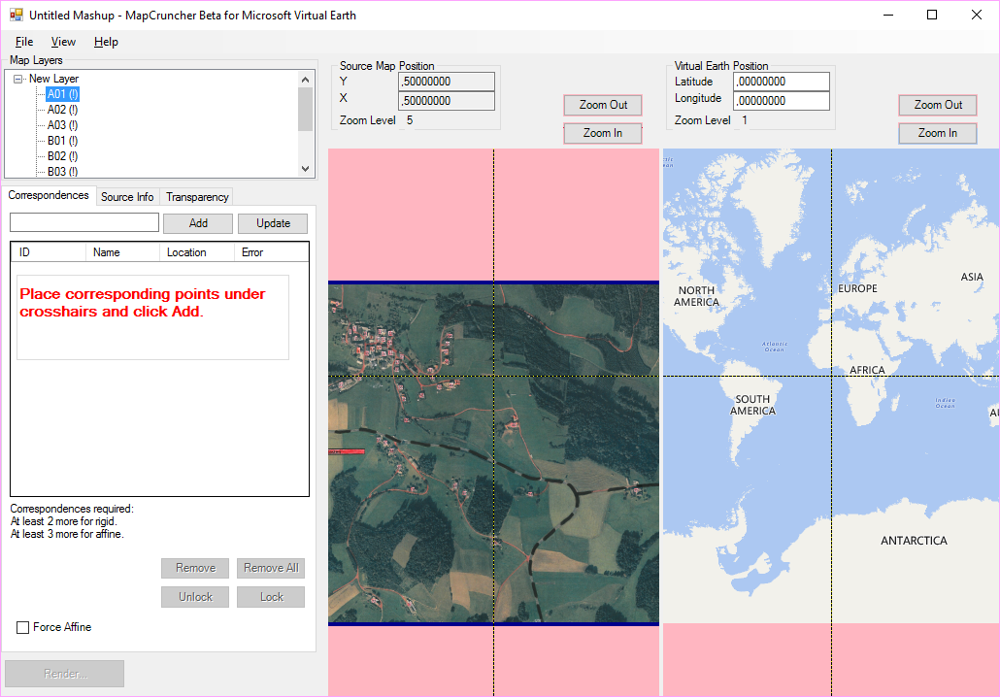 Untitled Mashup - MapCruncher Beta for Microsoft Virtual Earth
File View Help
Map Layers
New Layer
A01 (!)
A02 (!)
A03 (!)
B01 (!)
B02 (!)
B03 (!)
Correspondences Source Info Transparency
Add Update
ID Name Location Error
Place corresponding points under
crosshairs and click Add.
Correspondences required:
At least 2 more for rigid.
At least 3 more for affine.
Remove Remove All
Unlock Lock
Force Affine
Render...
Source Map Position
Y ,50000000
X ,50000000
Zoom Level 5
Zoom Out
Zoom In
Virtual Earth Position
Latitude ,00000000
Longitude ,00000000
Zoom Level 1
Zoom Out
Zoom In
NORTH
AMERICA
EUROPE
ASIA
Atlantic
Ocean
AFRICA
SOUTH
AMERICA
Indian
Ocean
ANTARCTICA